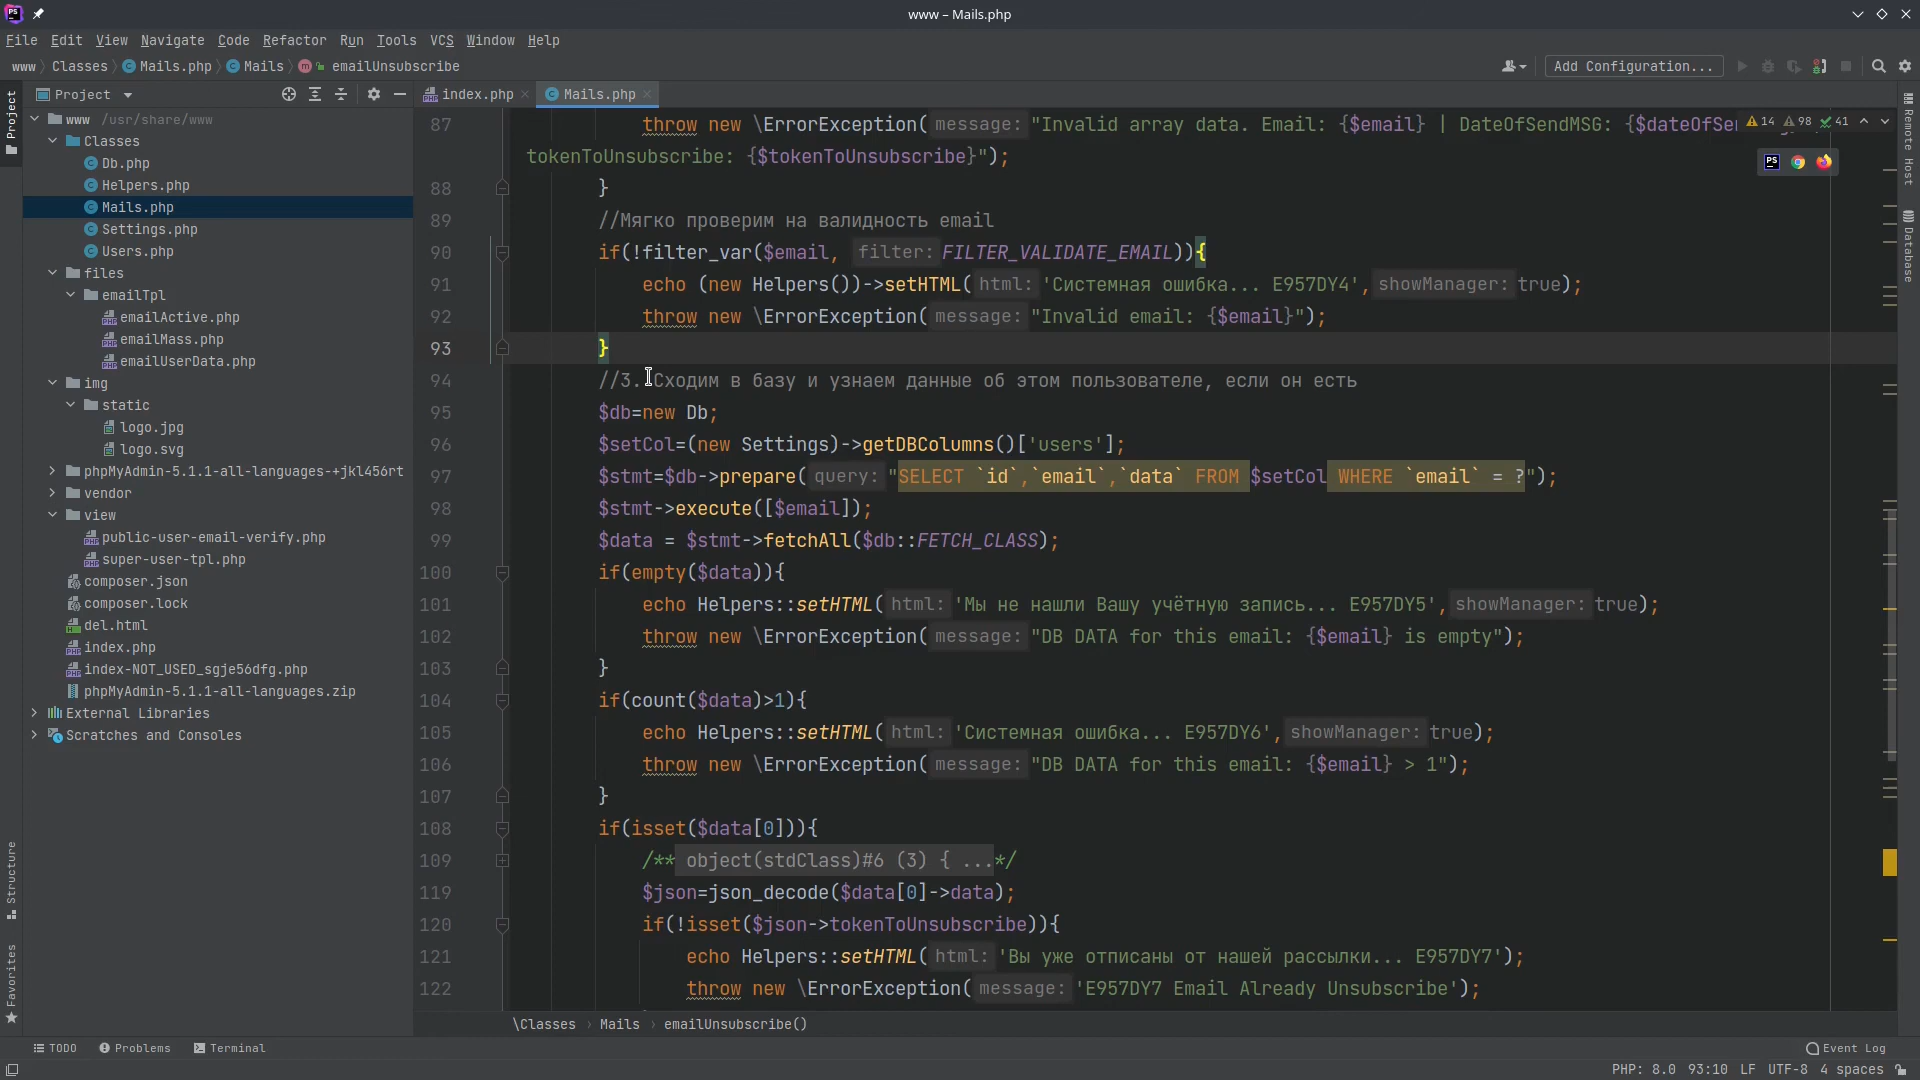 PS
www – Mails.php
File Edit View Navigate Code Refactor Run Tools VCS Window Help
www Classes Mails.php Mails m emailUnsubscribe
Add Configuration...
Project
index.php
Mails.php
Project
www /usr/share/www
Classes
Db.php
Helpers.php
Mails.php
Settings.php
Users.php
files
emailTpl
emailActive.php
emailMass.php
emailUserData.php
img
static
logo.jpg
logo.svg
phpMyAdmin-5.1.1-all-languages-+jkl456rt
vendor
view
public-user-email-verify.php
super-user-tpl.php
composer.json
composer.lock
del.html
index.php
index-NOT_USED_sgje56dfg.php
phpMyAdmin-5.1.1-all-languages.zip
External Libraries
Scratches and Consoles
Structure
Favorites
14 98 41
87 throw new \ErrorException( message: "Invalid array data. Email: {$email} | DateOfSendMSG: {$dateOfSe
tokenToUnsubscribe: {$tokenToUnsubscribe}");
88 }
89 //Мягко проверим на валидность email
90 if(!filter_var($email, filter: FILTER_VALIDATE_EMAIL)){
91 echo (new Helpers())->setHTML( html: 'Системная ошибка... E957DY4', showManager: true);
92 throw new \ErrorException( message: "Invalid email: {$email}");
93 }
94 //3. Сходим в базу и узнаем данные об этом пользователе, если он есть
95 $db=new Db;
96 $setCol=(new Settings)->getDBColumns()['users'];
97 $stmt=$db->prepare( query: "SELECT `id`,`email`,`data` FROM $setCol WHERE `email` = ?");
98 $stmt->execute([$email]);
99 $data = $stmt->fetchAll($db::FETCH_CLASS);
100 if(empty($data)){
101 echo Helpers::setHTML( html: 'Мы не нашли Вашу учётную запись... E957DY5', showManager: true);
102 throw new \ErrorException( message: "DB DATA for this email: {$email} is empty");
103 }
104 if(count($data)>1){
105 echo Helpers::setHTML( html: 'Системная ошибка... E957DY6', showManager: true);
106 throw new \ErrorException( message: "DB DATA for this email: {$email} > 1");
107 }
108 if(isset($data[0])){
109 /** object(stdClass)#6 (3) { ...*/
119 $json=json_decode($data[0]->data);
120 if(!isset($json->tokenToUnsubscribe)){
121 echo Helpers::setHTML( html: 'Вы уже отписаны от нашей рассылки... E957DY7');
122 throw new \ErrorException( message: 'E957DY7 Email Already Unsubscribe');
PS
Remote Host
Database
\Classes › Mails › emailUnsubscribe()
TODO Problems Terminal
Event Log
PHP: 8.0 93:10 LF UTF-8 4 spaces